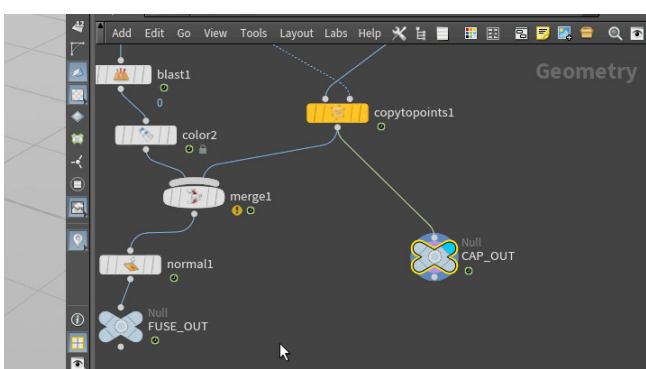 Add Edit Go View Tools Layout Labs Help
Geometry
blast1
0
copytopoints1
color2
merge1
Null
CAP_OUT
normal1
Null
FUSE_OUT